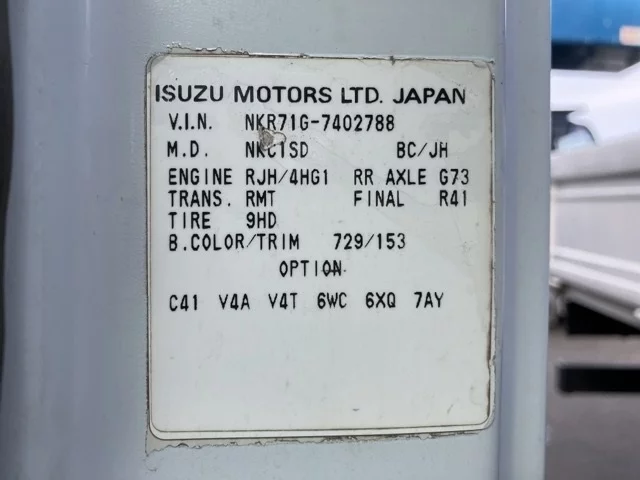 ISUZU MOTORS LTD. JAPAN
V.I.N. NKR71G-7402788
M.D. NKC1SD BC/JH
ENGINE RJH/4HG1 RR AXLE G73
TRANS. RMT FINAL R41
TIRE 9HD
B.COLOR/TRIM 729/153
OPTION
C41 V4A V4T 6WC 6XQ 7AY